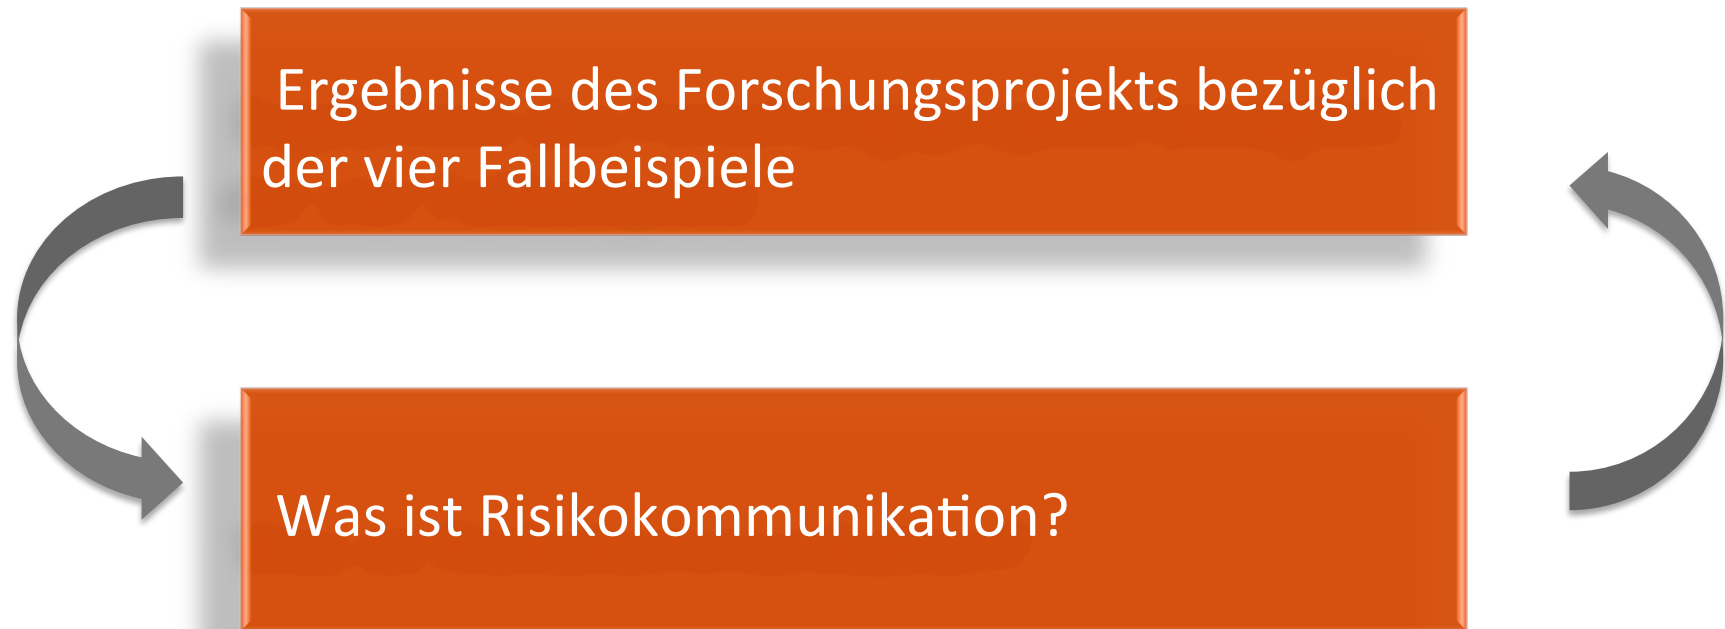 Ergebnisse des Forschungsprojekts bezüglich
der vier Fallbeispiele
Was ist Risikokommunikation?